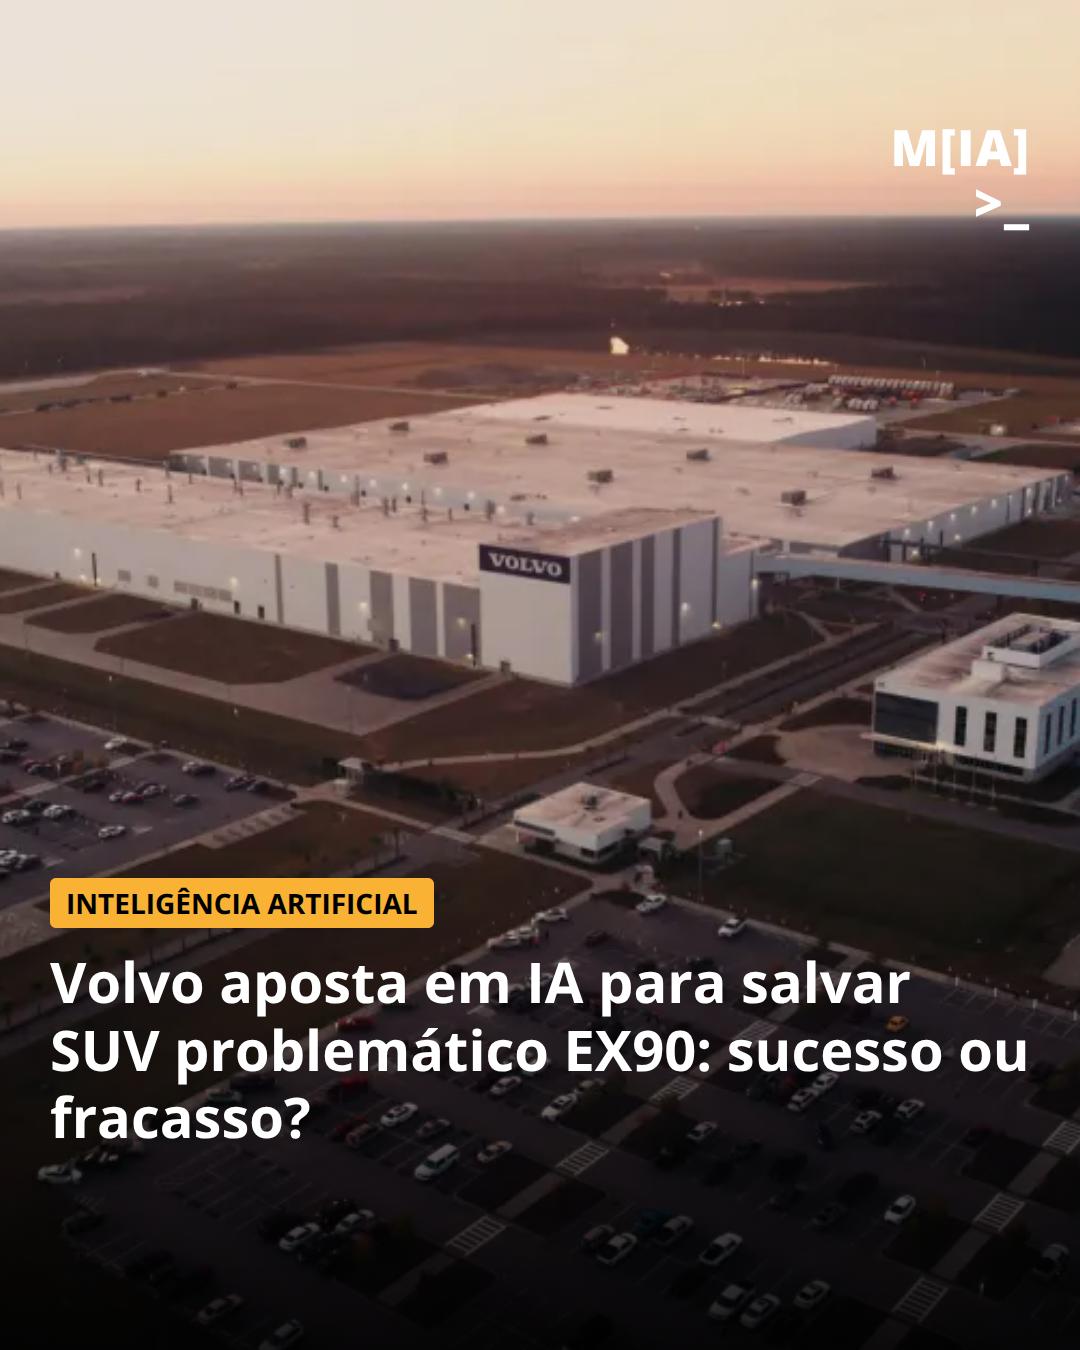 M[IA]
>_
VOLVO
INTELIGÊNCIA ARTIFICIAL
Volvo aposta em IA para salvar
SUV problemático EX90: sucesso ou
fracasso?